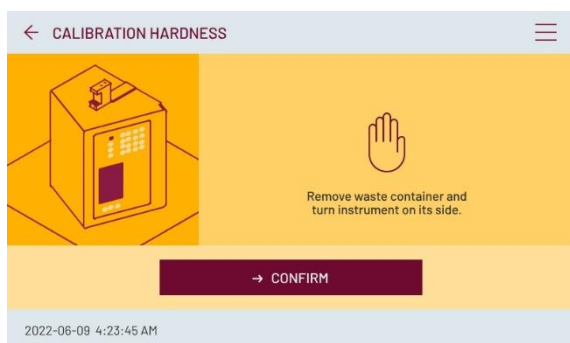 ← CALIBRATION HARDNESS
Remove waste container and
turn instrument on its side.
→ CONFIRM
2022-06-09 4:23:45 AM